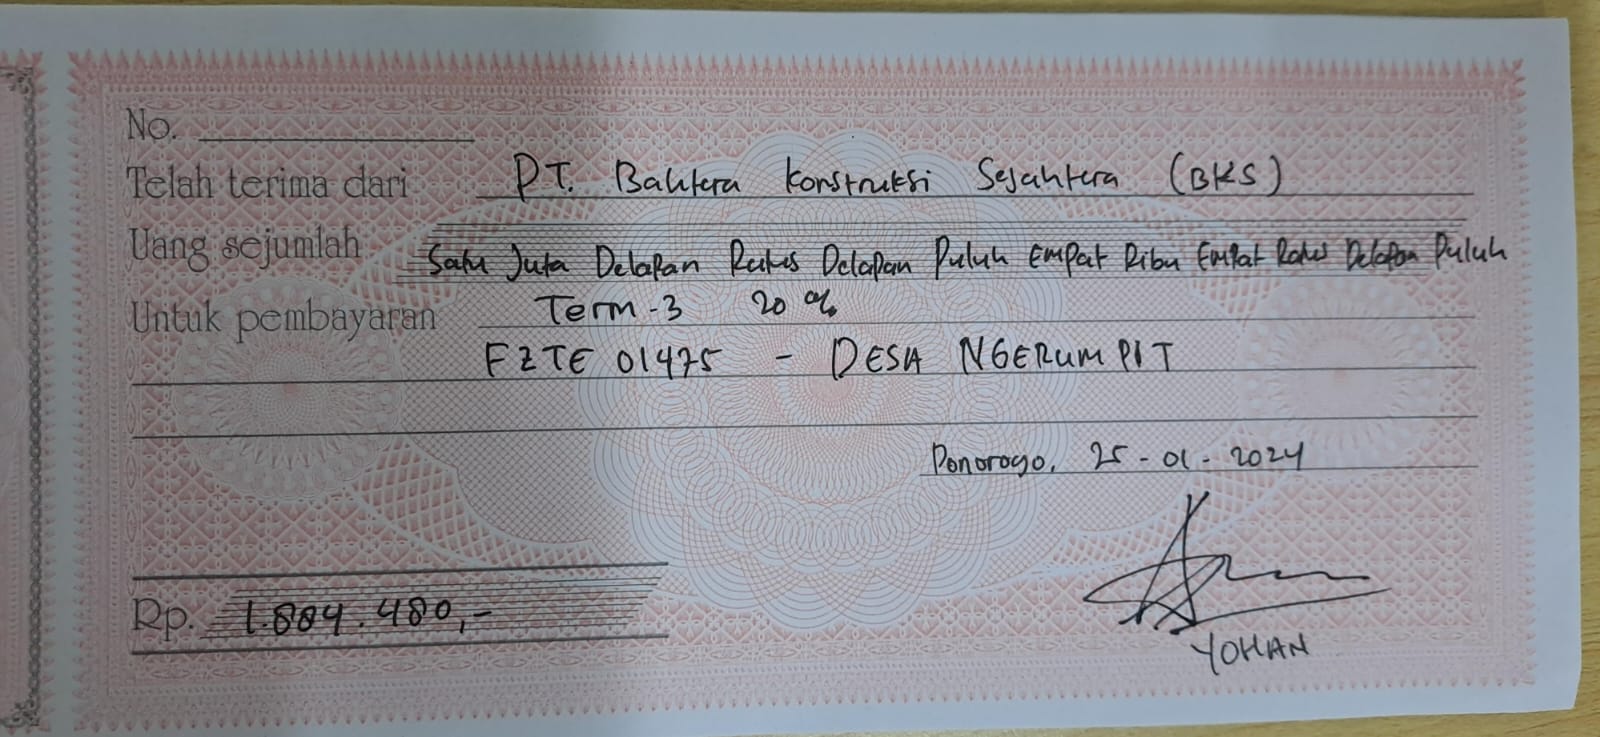 No.
Telah terima dari PT. Bahtera Konstruksi Sejahtera (BKS)
Uang sejumlah Satu Juta Delapan Ratus Delapan Puluh Empat Ribu Empat Ratus Delapan Puluh
Untuk pembayaran Term-3 20 %
FZTE 01475 - DESA NGERUMPIT
Ponorogo, 25-01-2024
Rp. 1.884.480,-
YOHAN